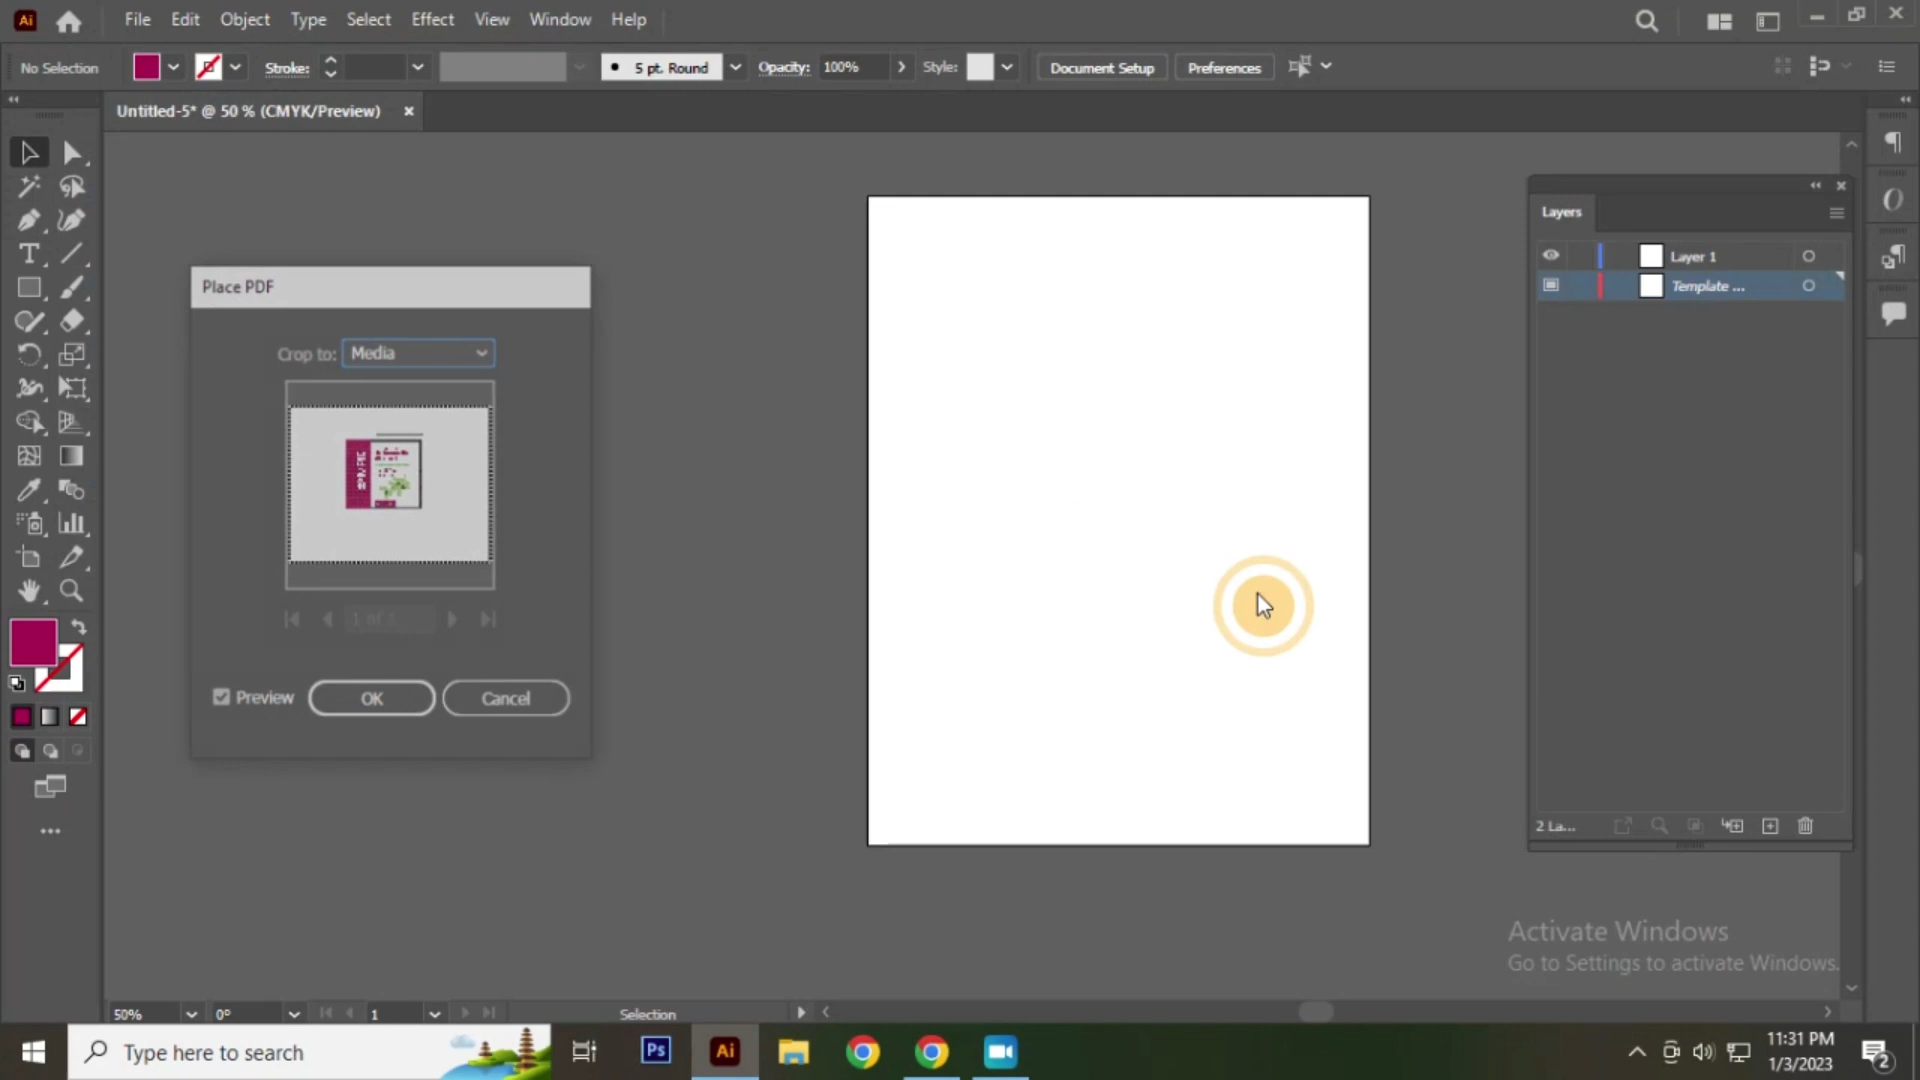 Ai File Edit Object Type Select Effect View Window Help
No Selection Stroke: 5 pt. Round Opacity: 100% Style: Document Setup Preferences
Untitled-5* @ 50 % (CMYK/Preview)
Layers
Layer 1
Template ...
Place PDF
Crop to: Media
Preview OK Cancel
2 La...
Activate Windows
Go to Settings to activate Windows.
50% 0° 1 Selection
Type here to search Ps Ai
11:31 PM
1/3/2023
2